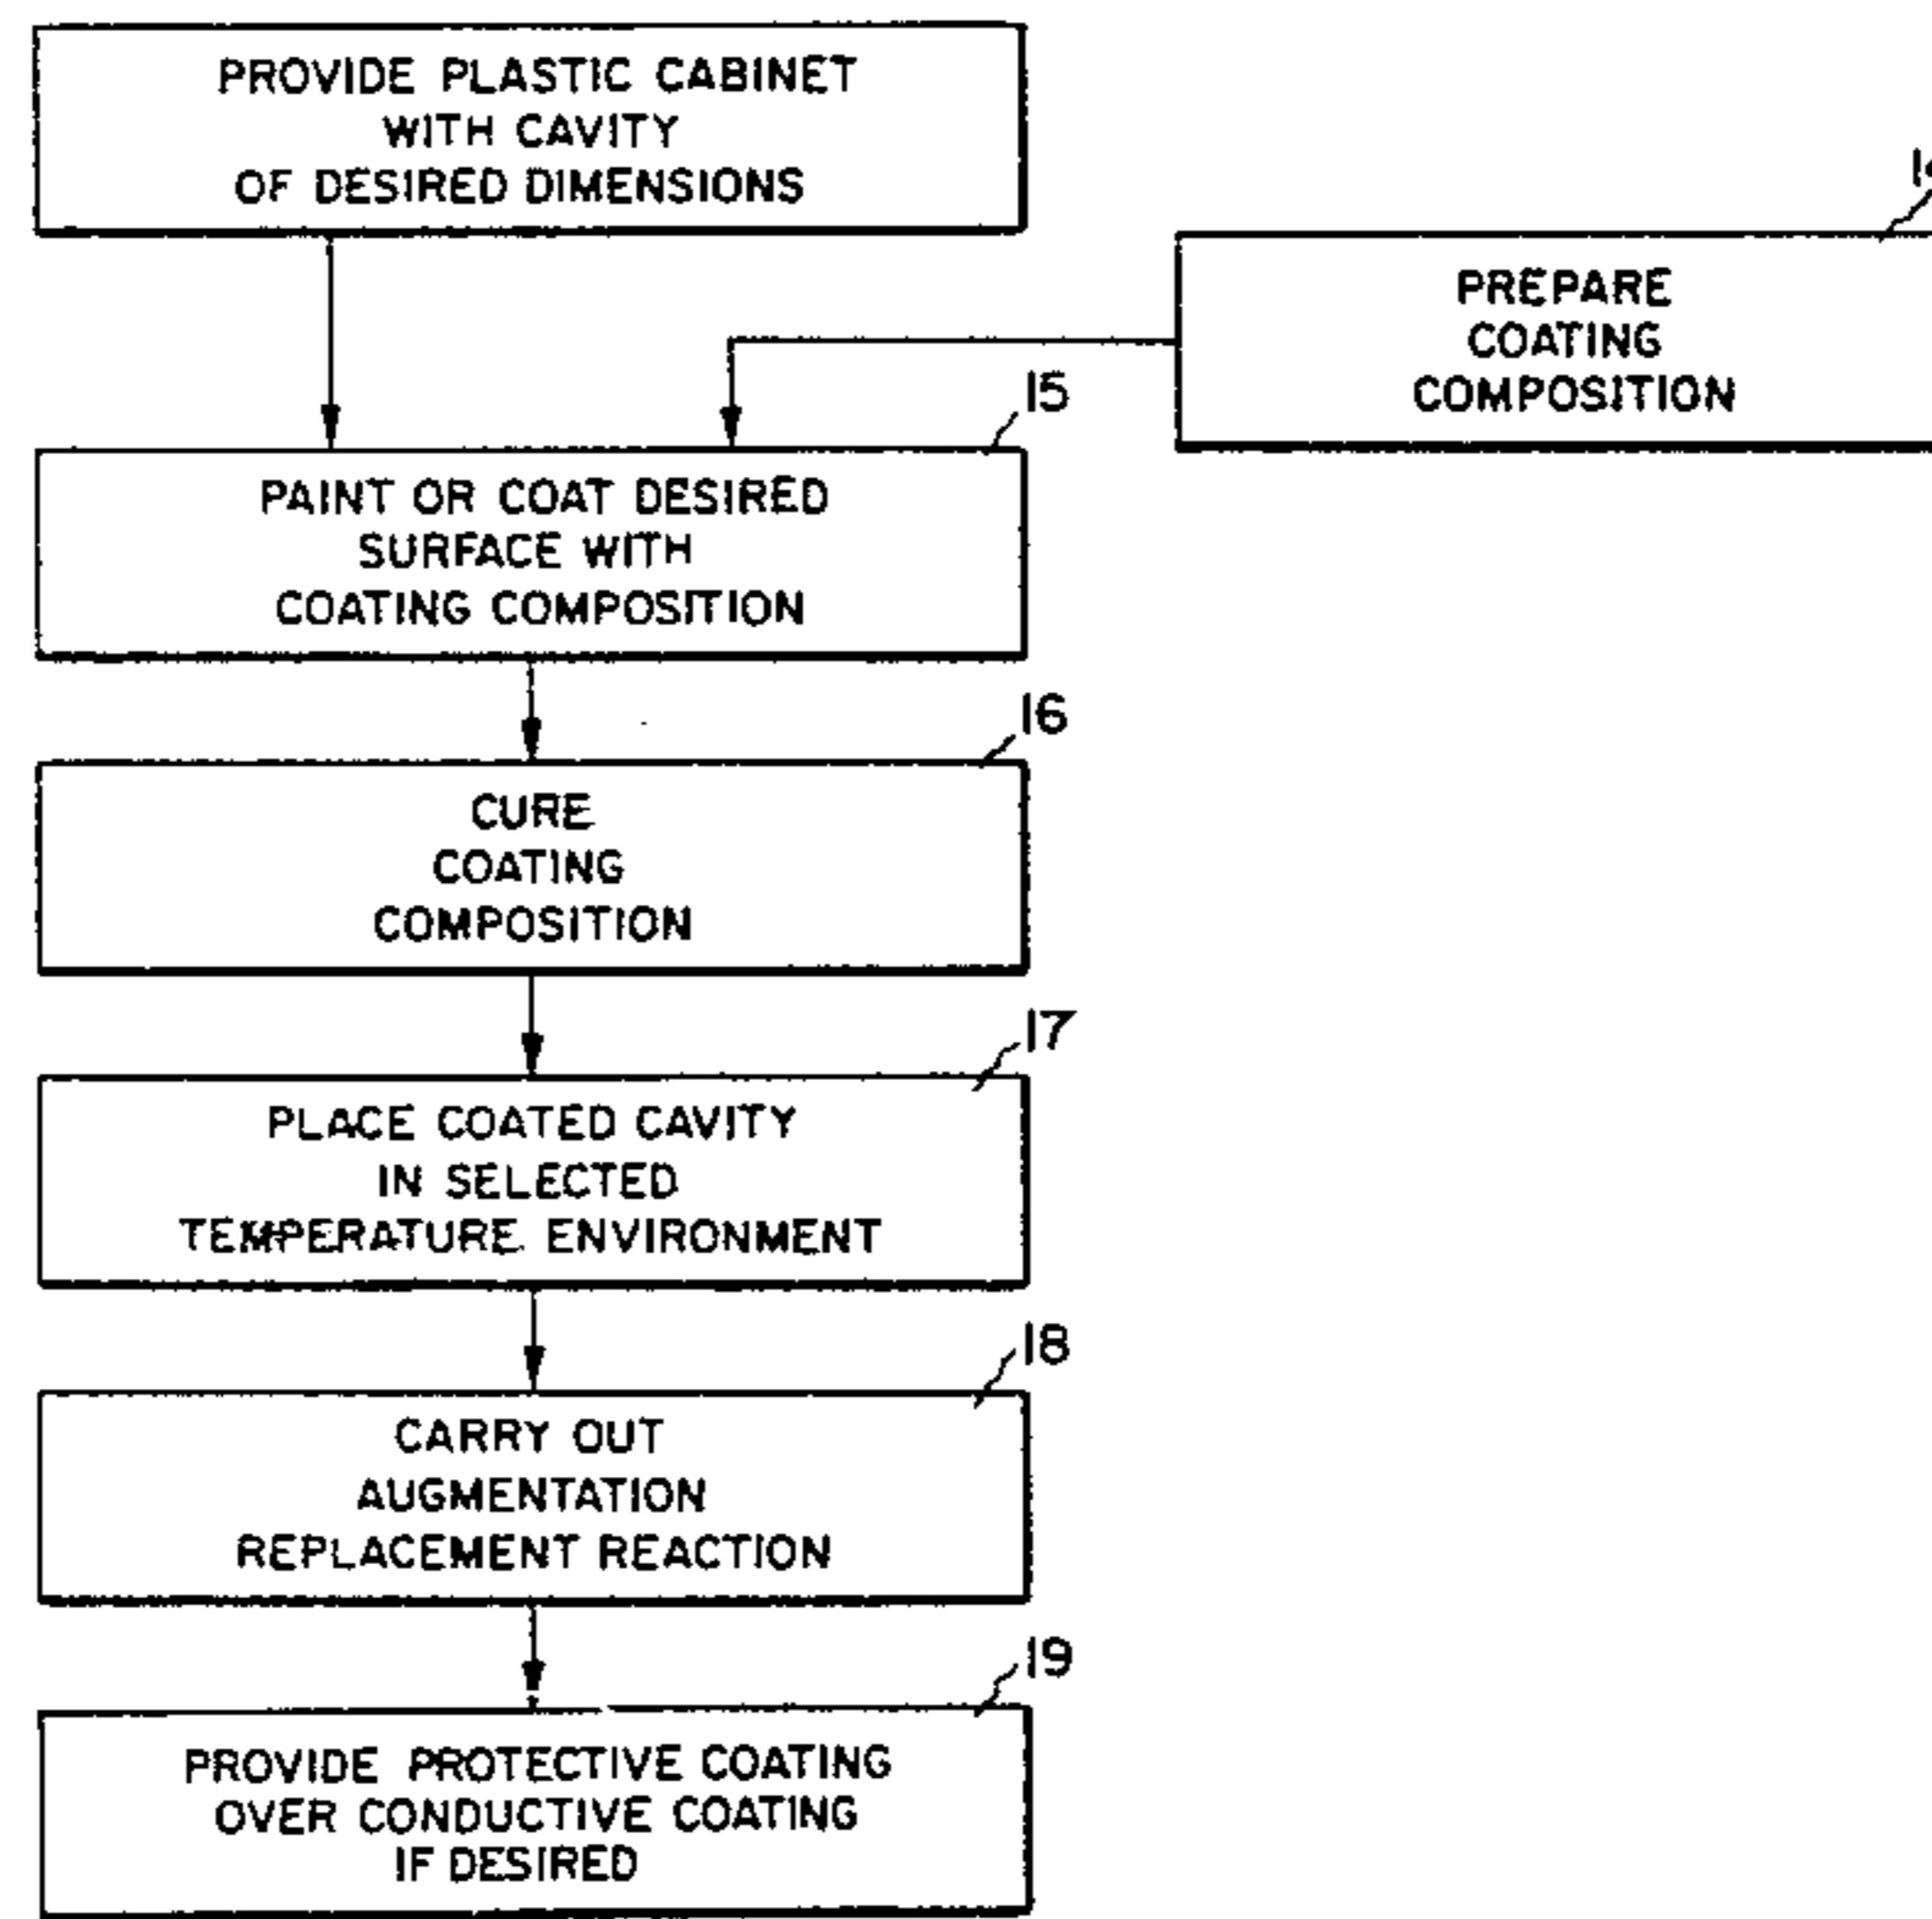 PROVIDE PLASTIC CABINET
WITH CAVITY
OF DESIRED DIMENSIONS
PREPARE
COATING
COMPOSITION
15
PAINT OR COAT DESIRED
SURFACE WITH
COATING COMPOSITION
16
CURE
COATING
COMPOSITION
17
PLACE COATED CAVITY
IN SELECTED
TEMPERATURE ENVIRONMENT
18
CARRY OUT
AUGMENTATION
REPLACEMENT REACTION
19
PROVIDE PROTECTIVE COATING
OVER CONDUCTIVE COATING
IF DESIRED